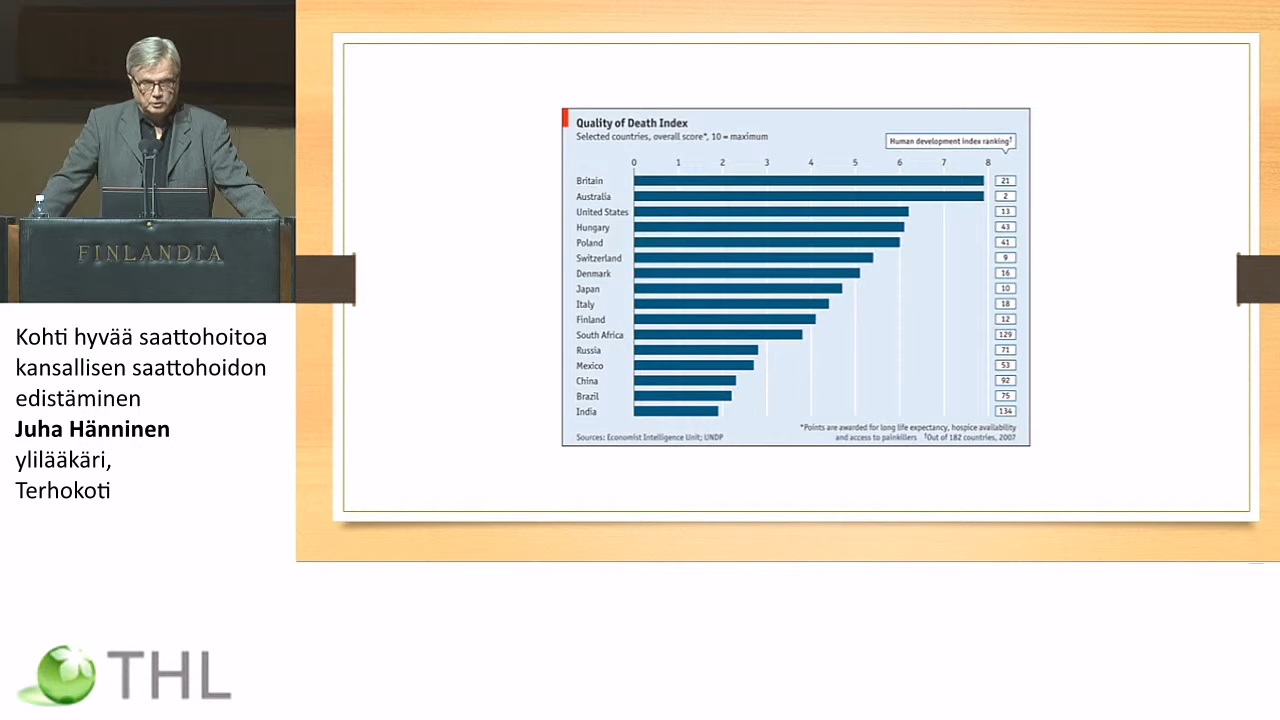 FINLANDIA
Kohti hyvää saattohoitoa
kansallisen saattohoidon
edistäminen
Juha Hänninen
ylilääkäri,
Terhokoti
THL
Quality of Death Index
Selected countries, overall score*, 10 = maximum
Human development index ranking†
0 1 2 3 4 5 6 7 8
Britain 21
Australia 2
United States 13
Hungary 43
Poland 41
Switzerland 9
Denmark 16
Japan 10
Italy 18
Finland 12
South Africa 129
Russia 71
Mexico 53
China 92
Brazil 75
India 134
*Points are awarded for long life expectancy, hospice availability
Sources: Economist Intelligence Unit; UNDP and access to painkillers †Out of 182 countries, 2007